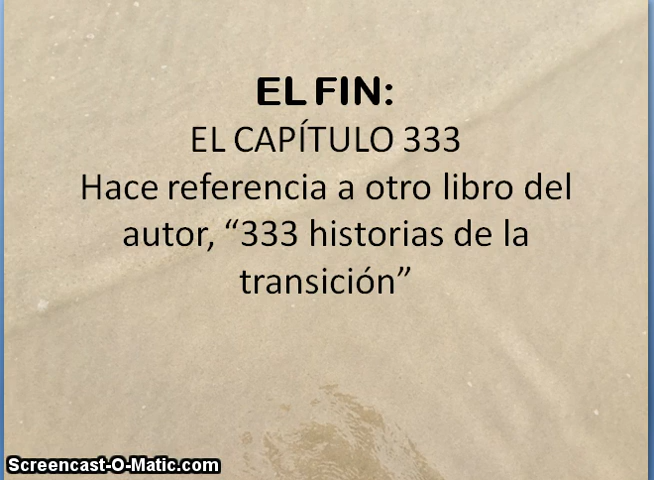 EL FIN:
EL CAPÍTULO 333
Hace referencia a otro libro del
autor, “333 historias de la
transición”
Screencast-O-Matic.com